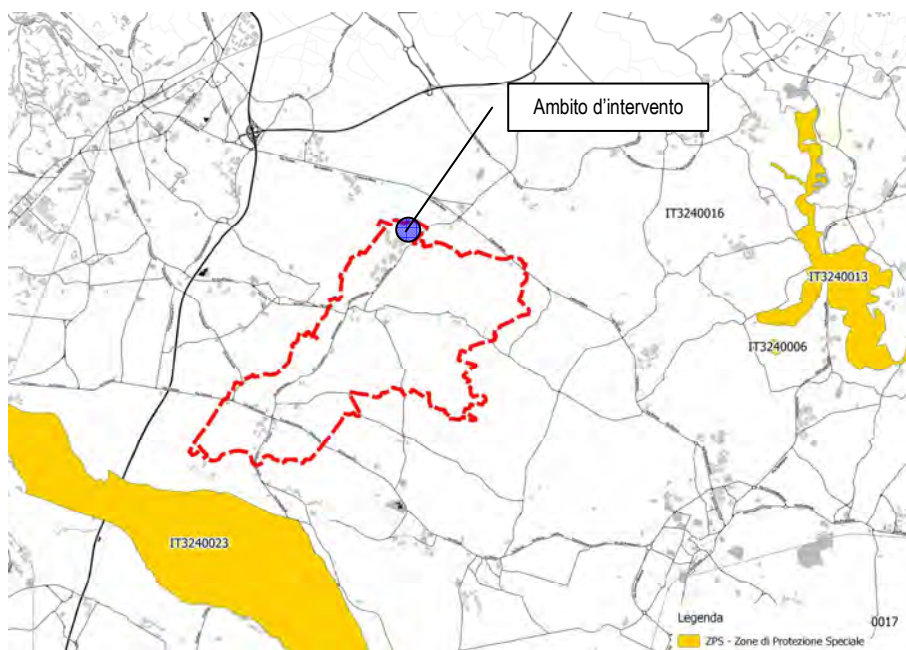 Ambito d'intervento
IT3240016
IT3240013
IT3240006
IT3240023
Legenda
0017
ZPS - Zone di Protezione Speciale